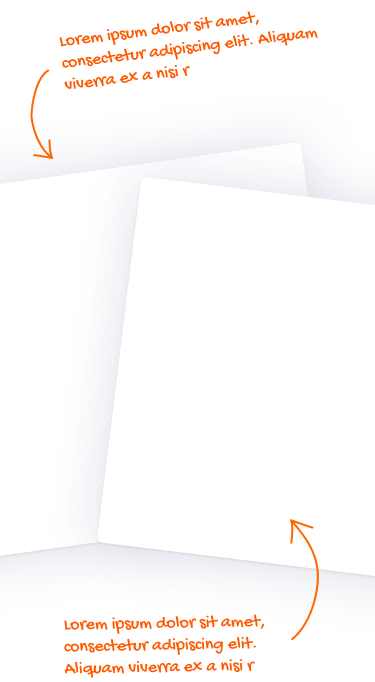 Lorem ipsum dolor sit amet,
consectetur adipiscing elit. Aliquam
viverra ex a nisi r
Lorem ipsum dolor sit amet,
consectetur adipiscing elit.
Aliquam viverra ex a nisi r